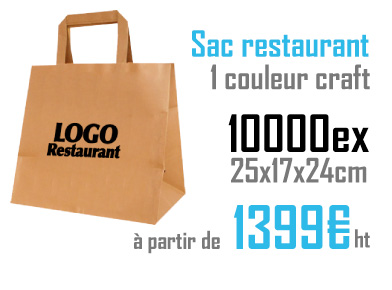 Sac restaurant
1 couleur craft
LOGO
Restaurant
10000ex
25x17x24cm
à partir de 1399€ht